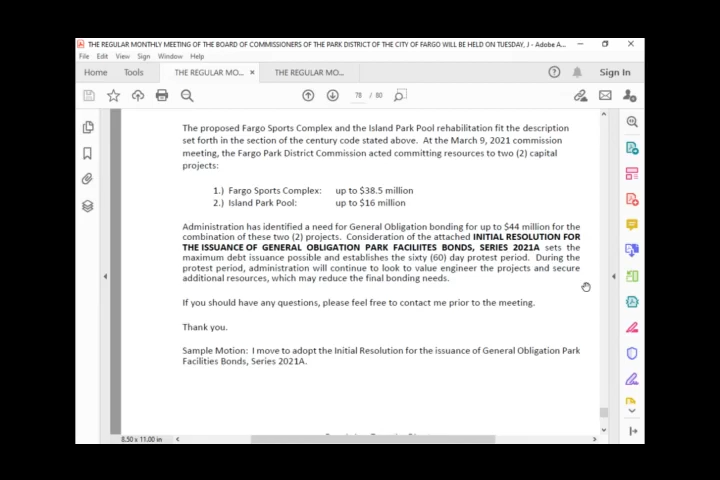 THE REGULAR MONTHLY MEETING OF THE BOARD OF COMMISSIONERS OF THE PARK DISTRICT OF THE CITY OF FARGO WILL BE HELD ON TUESDAY, J - Adobe A...
File Edit View Sign Window Help
Home Tools THE REGULAR MO... × THE REGULAR MO... Sign In
78 / 80
The proposed Fargo Sports Complex and the Island Park Pool rehabilitation fit the description
set forth in the section of the century code stated above. At the March 9, 2021 commission
meeting, the Fargo Park District Commission acted committing resources to two (2) capital
projects:
1.) Fargo Sports Complex: up to $38.5 million
2.) Island Park Pool: up to $16 million
Administration has identified a need for General Obligation bonding for up to $44 million for the
combination of these two (2) projects. Consideration of the attached INITIAL RESOLUTION FOR
THE ISSUANCE OF GENERAL OBLIGATION PARK FACILIITES BONDS, SERIES 2021A sets the
maximum debt issuance possible and establishes the sixty (60) day protest period. During the
protest period, administration will continue to look to value engineer the projects and secure
additional resources, which may reduce the final bonding needs.
If you should have any questions, please feel free to contact me prior to the meeting.
Thank you.
Sample Motion: I move to adopt the Initial Resolution for the issuance of General Obligation Park
Facilities Bonds, Series 2021A.
8.50 x 11.00 in